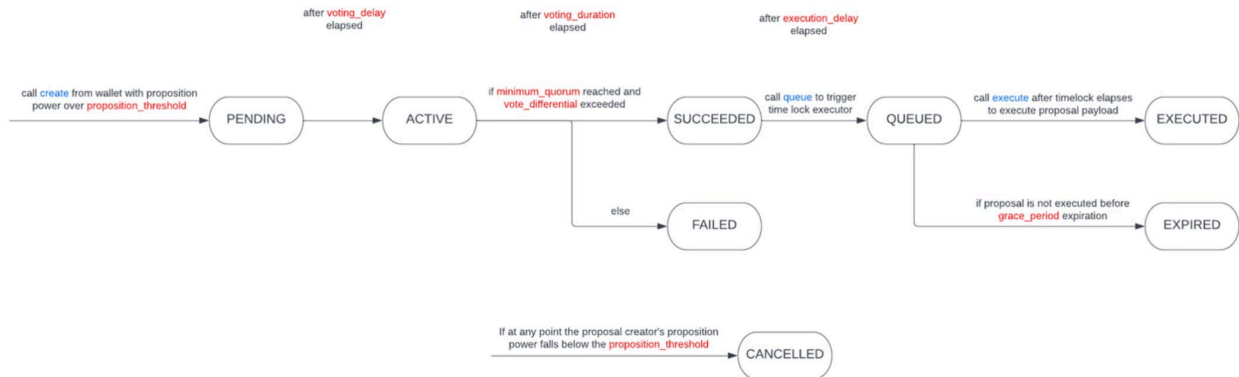 after voting_delay
elapsed
after voting_duration
elapsed
after execution_delay
elapsed
call create from wallet with proposition
power over proposition_threshold
PENDING
ACTIVE
if minimum_quorum reached and
vote_differential exceeded
SUCCEEDED
call queue to trigger
time lock executor
QUEUED
call execute after timelock elapses
to execute proposal payload
EXECUTED
else
FAILED
if proposal is not executed before
grace_period expiration
EXPIRED
If at any point the proposal creator's proposition
power falls below the proposition_threshold
CANCELLED